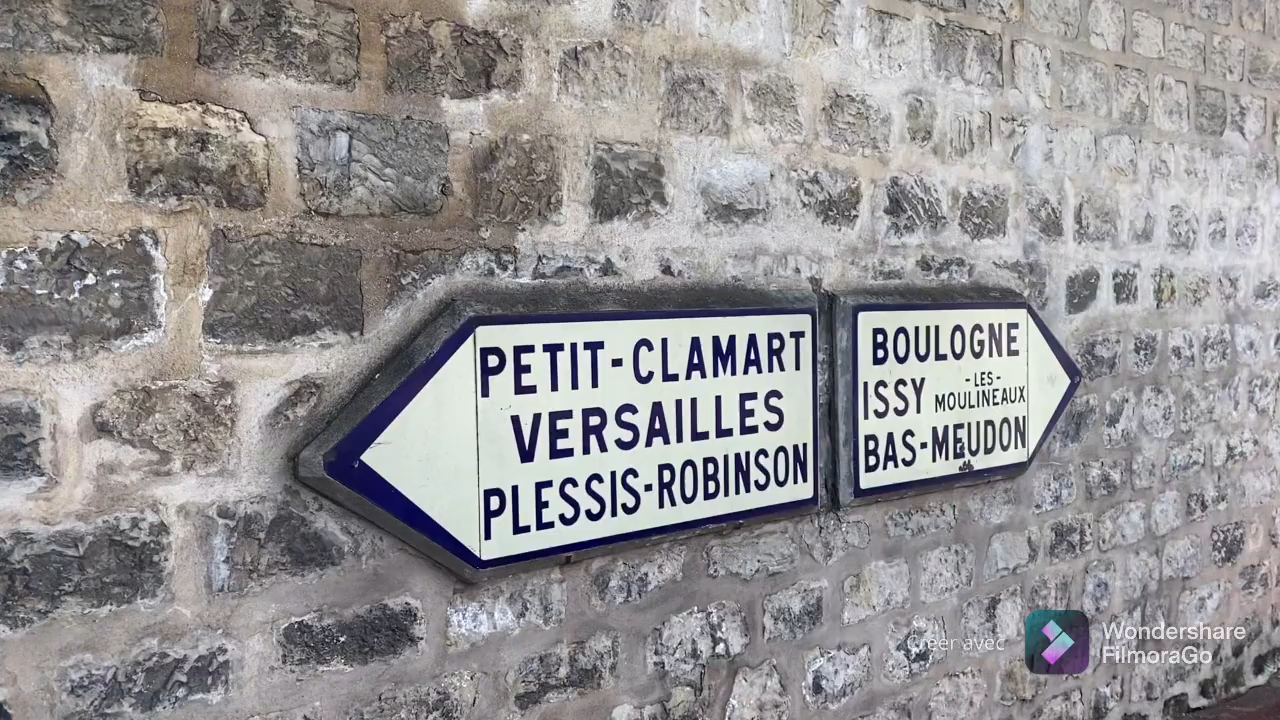 PETIT-CLAMART
VERSAILLES
PLESSIS-ROBINSON
BOULOGNE
ISSY -LES- MOULINEAUX
BAS-MEUDON
Créer avec
Wondershare
FilmoraGo